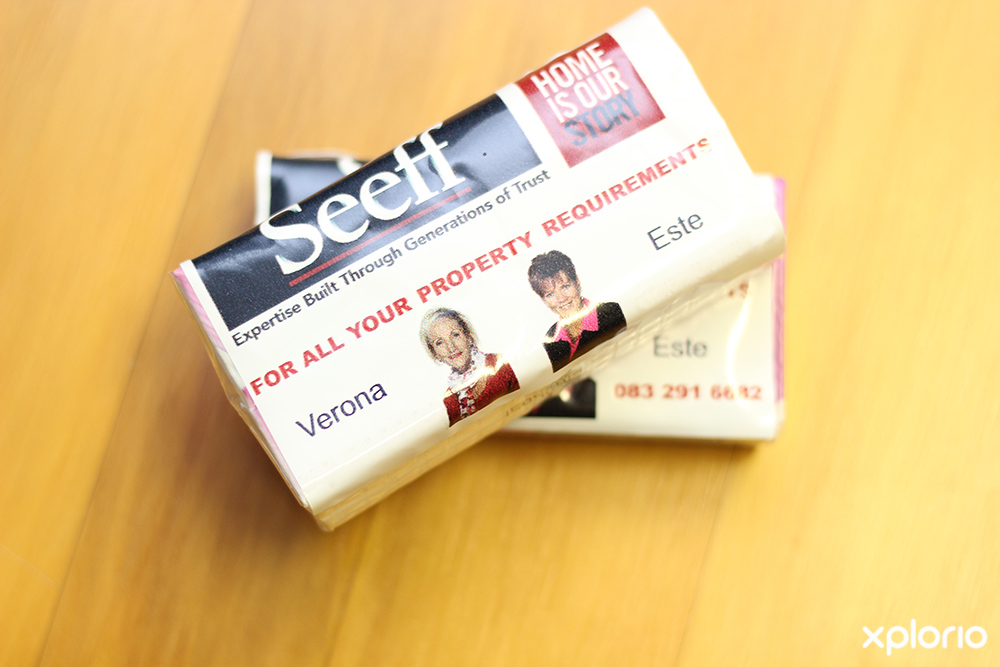 Seeff
HOME
IS OUR
STORY
Expertise Built Through Generations of Trust
FOR ALL YOUR PROPERTY REQUIREMENTS
Verona
Este
Este
083 291 6682
xplorio